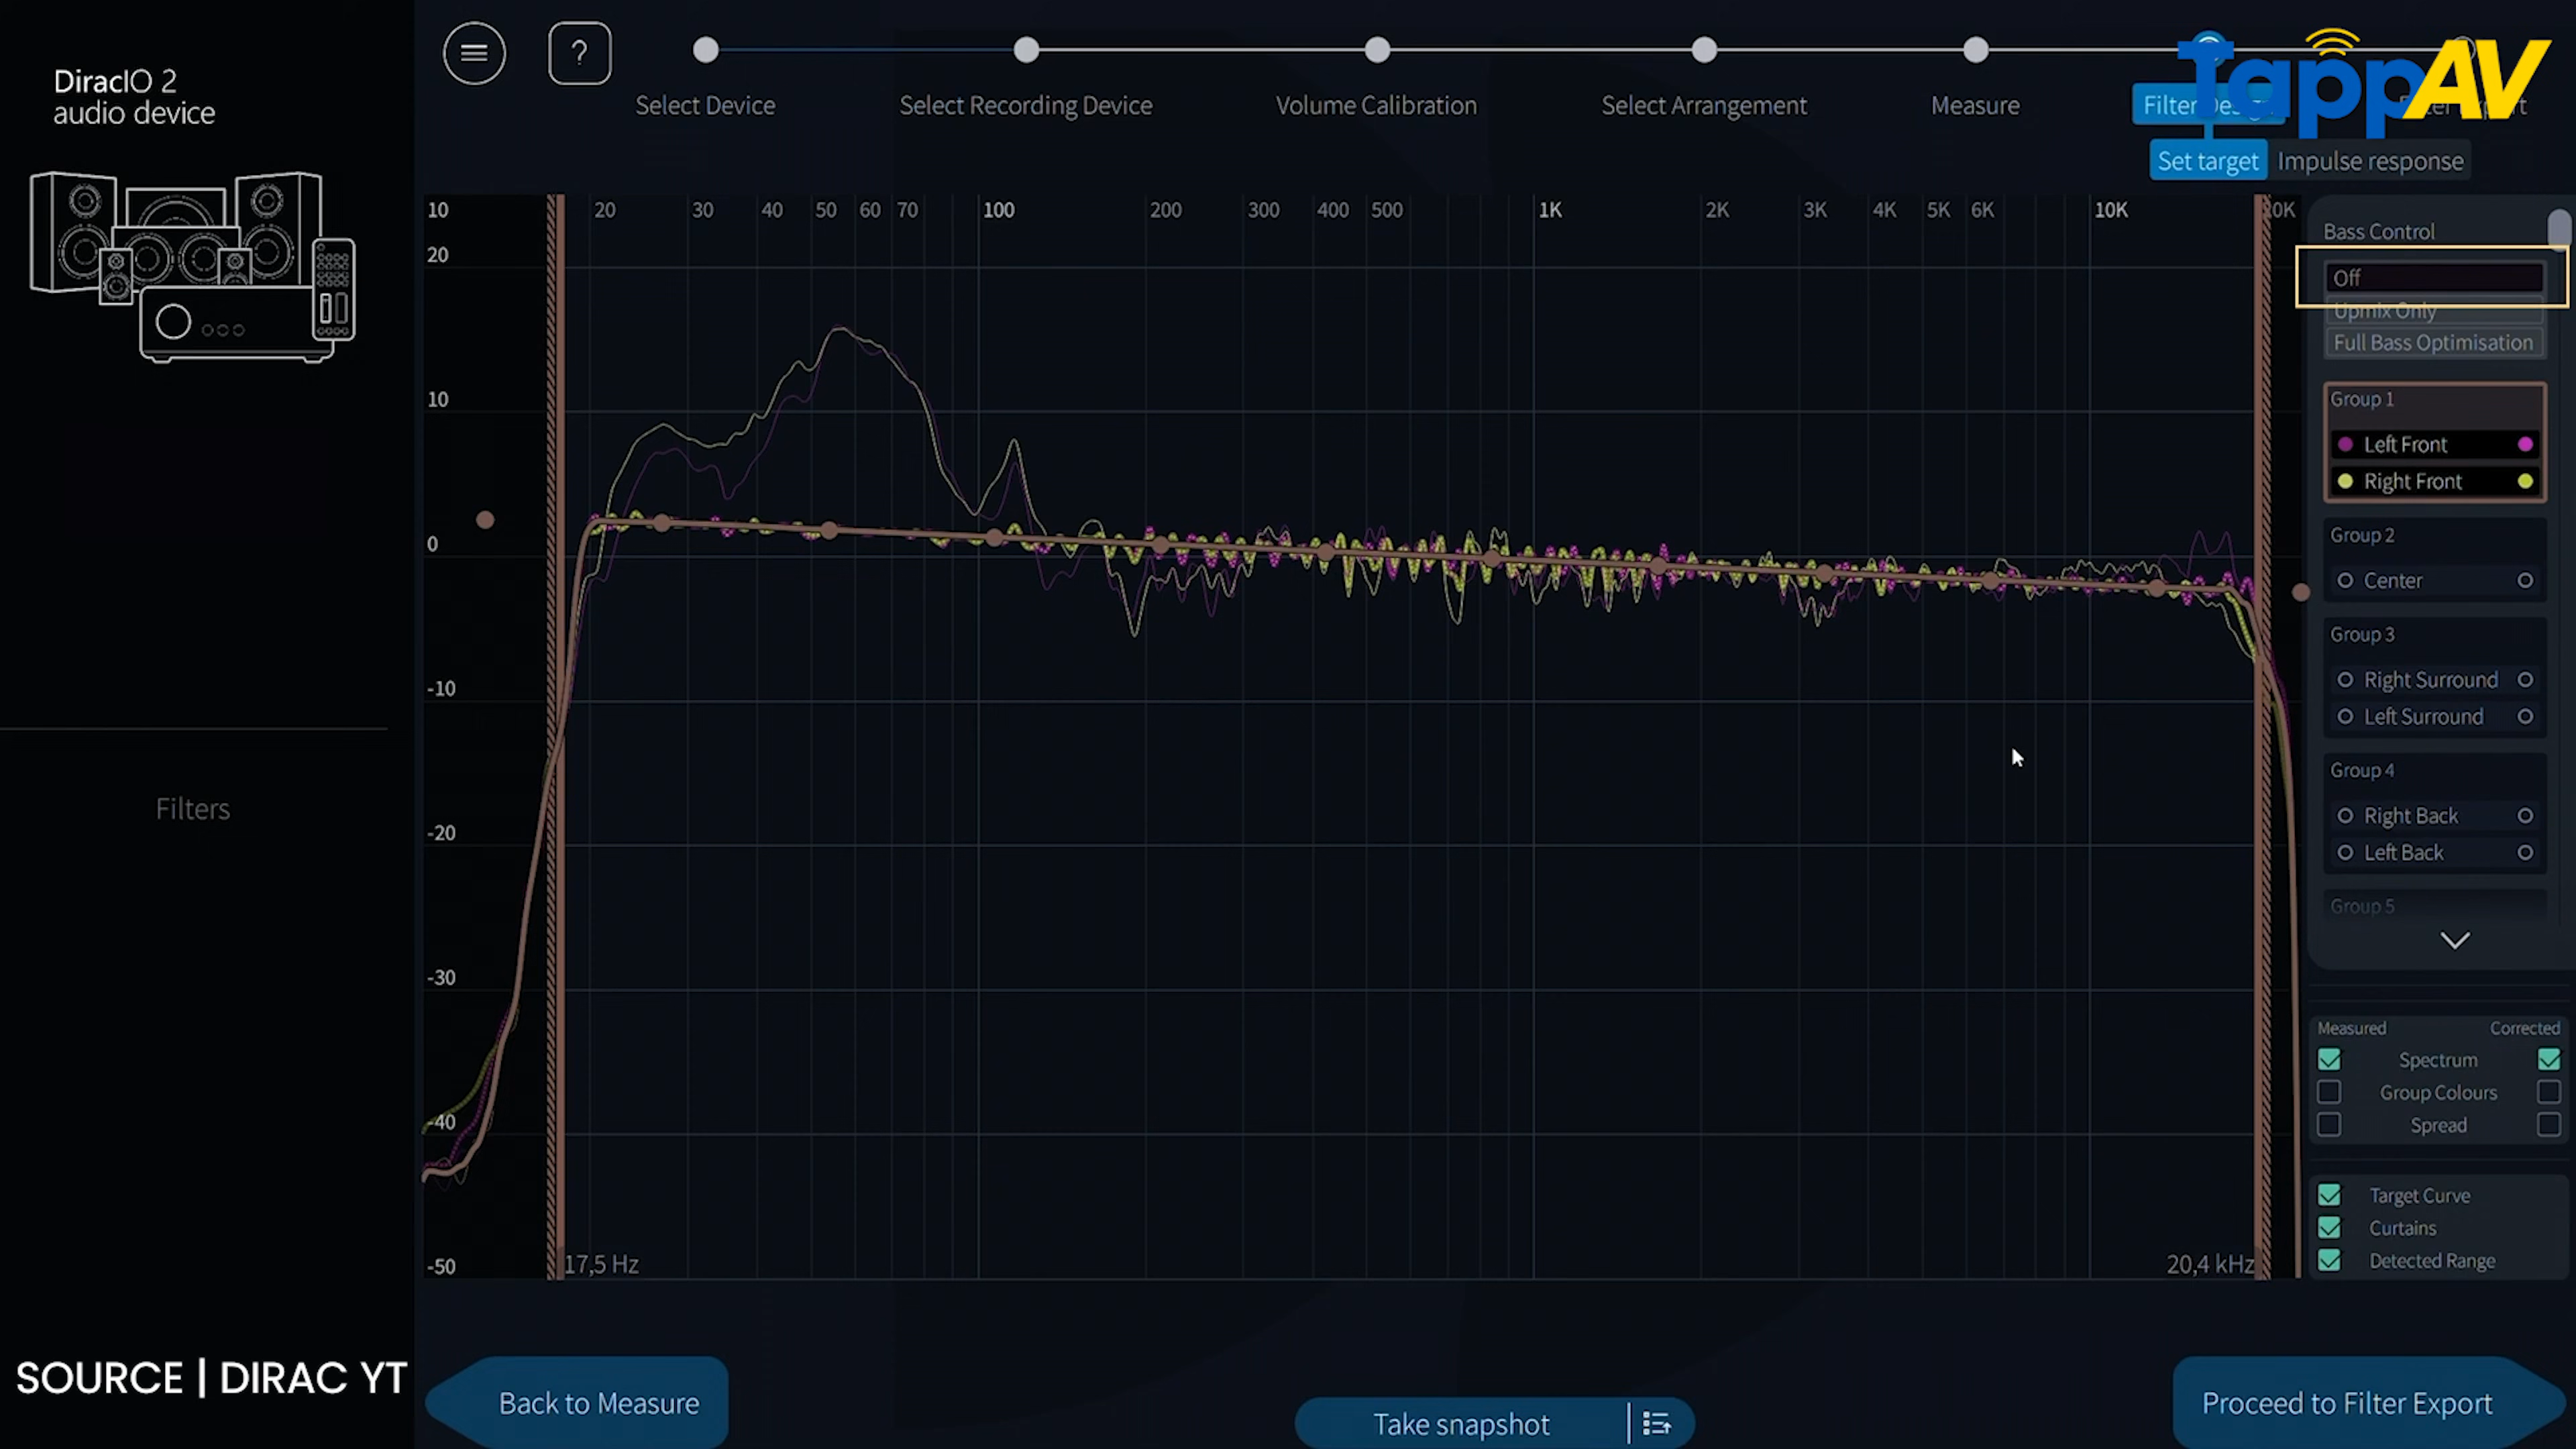 DiracIO 2
audio device
?
Select Device
Select Recording Device
Volume Calibration
Select Arrangement
Measure
TappAV
Set target
Impulse response
10
20
30
40
50
60
70
100
200
300
400
500
1K
2K
3K
4K
5K
6K
10K
20
10
0
-10
-20
-30
-40
-50
17,5 Hz
20,4 kHz
Bass Control
Off
Upmix Only
Full Bass Optimisation
Group 1
Left Front
Right Front
Group 2
Center
Group 3
Right Surround
Left Surround
Group 4
Right Back
Left Back
Group 5
Measured
Corrected
Spectrum
Group Colours
Spread
Target Curve
Curtains
Detected Range
Filters
SOURCE | DIRAC YT
Back to Measure
Take snapshot
Proceed to Filter Export